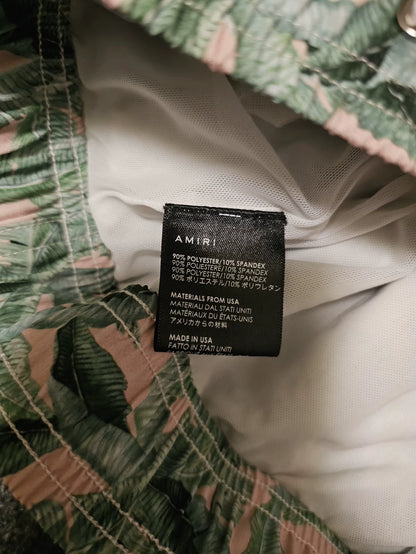 AMIRI
90% POLYESTER/10% SPANDEX
90% POLIESTERE/10% SPANDEX
90% POLYESTER/10% SPANDEX
90% ポリエステル/10% ポリウレタン
MATERIALS FROM USA
MATERIAU DAL STATI UNITI
MATÉRIAUX DU ÉTATS-UNIS
アメリカからの材料
MADE IN USA
FATTO IN STATI UNITI